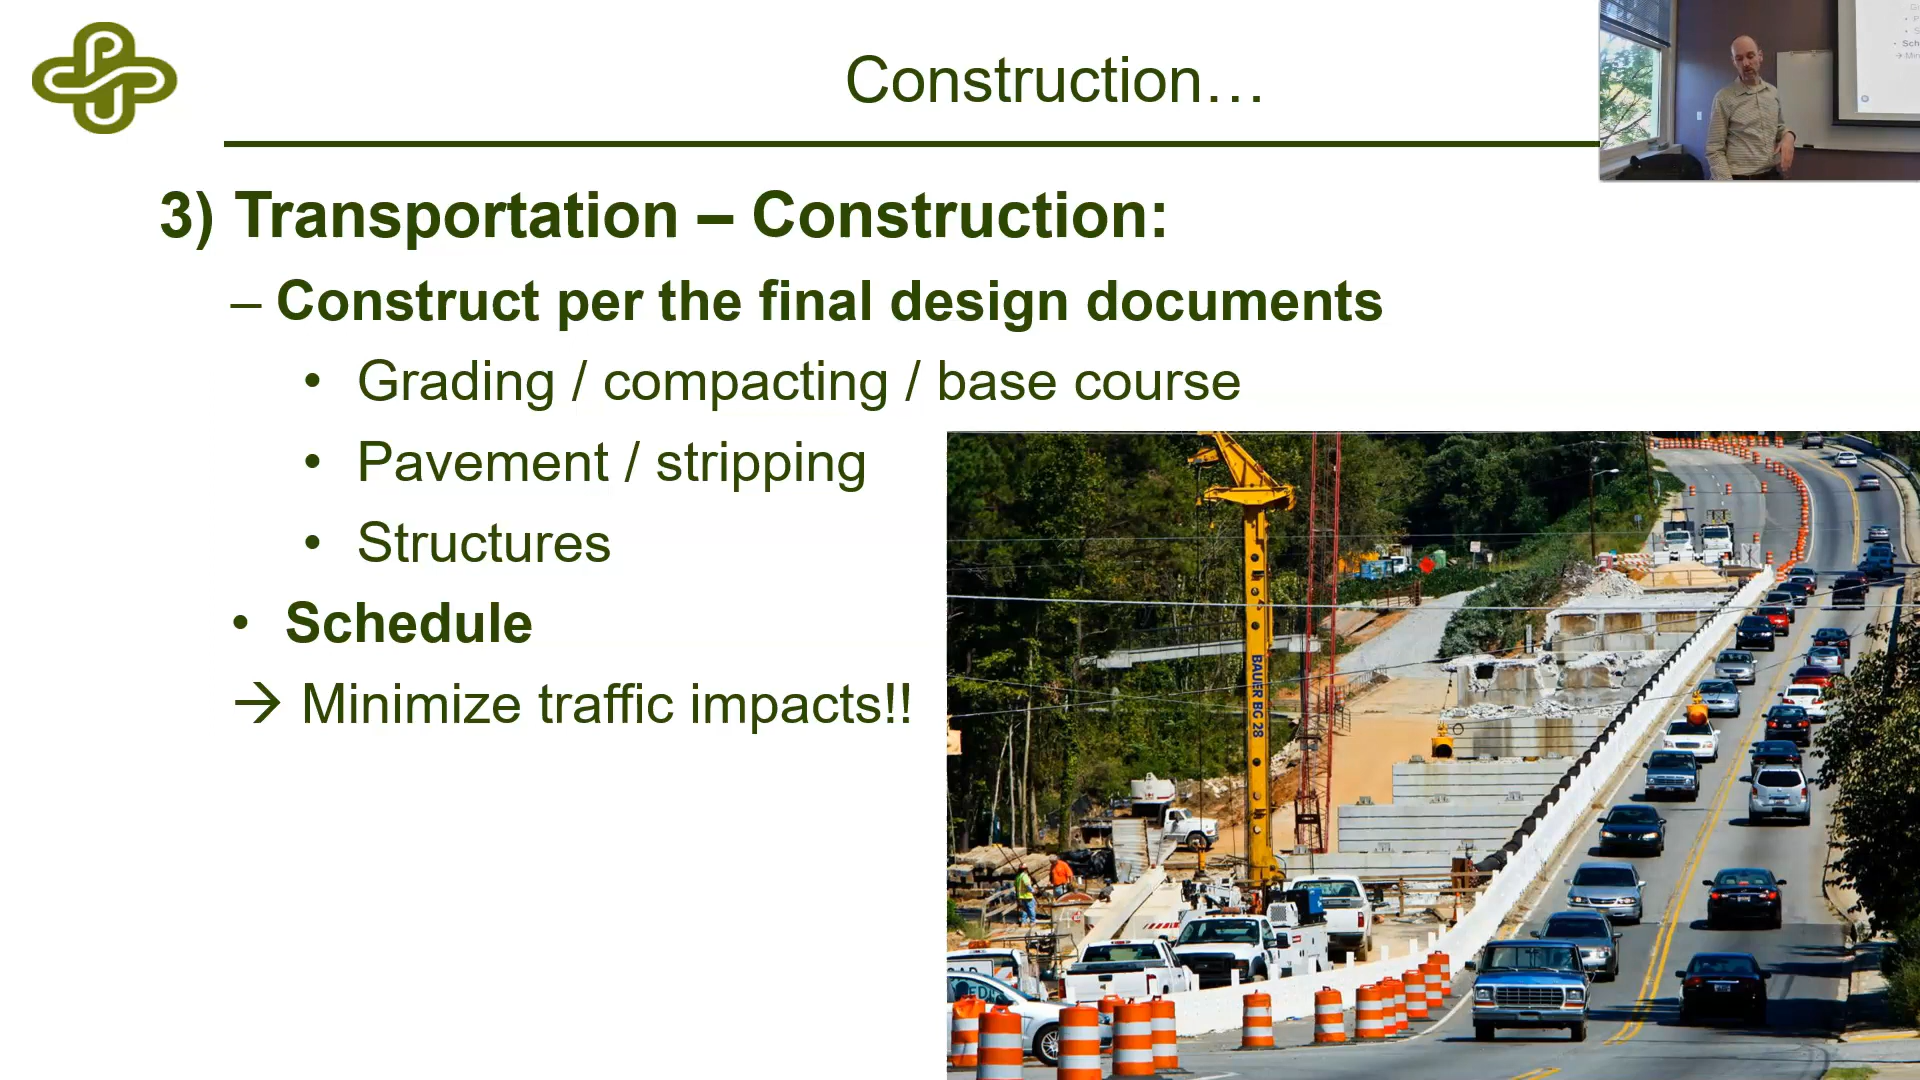 PSU
Construction…
3) Transportation – Construction:
– Construct per the final design documents
• Grading / compacting / base course
• Pavement / stripping
• Structures
• Schedule
→ Minimize traffic impacts!!
BAUER BG 28